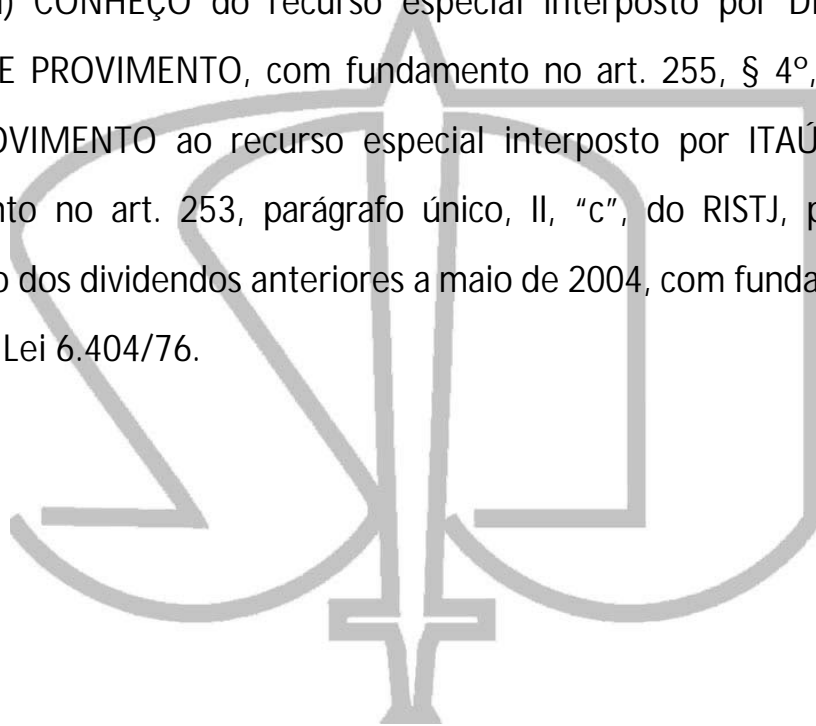 CONHEÇO do recurso especial interposto por
E PROVIMENTO, com fundamento no art. 255, § 4º,
OVIMENTO ao recurso especial interposto por ITAÚ
nto no art. 253, parágrafo único, II, “c”, do RISTJ,
o dos dividendos anteriores a maio de 2004, com funda
Lei 6.404/76.